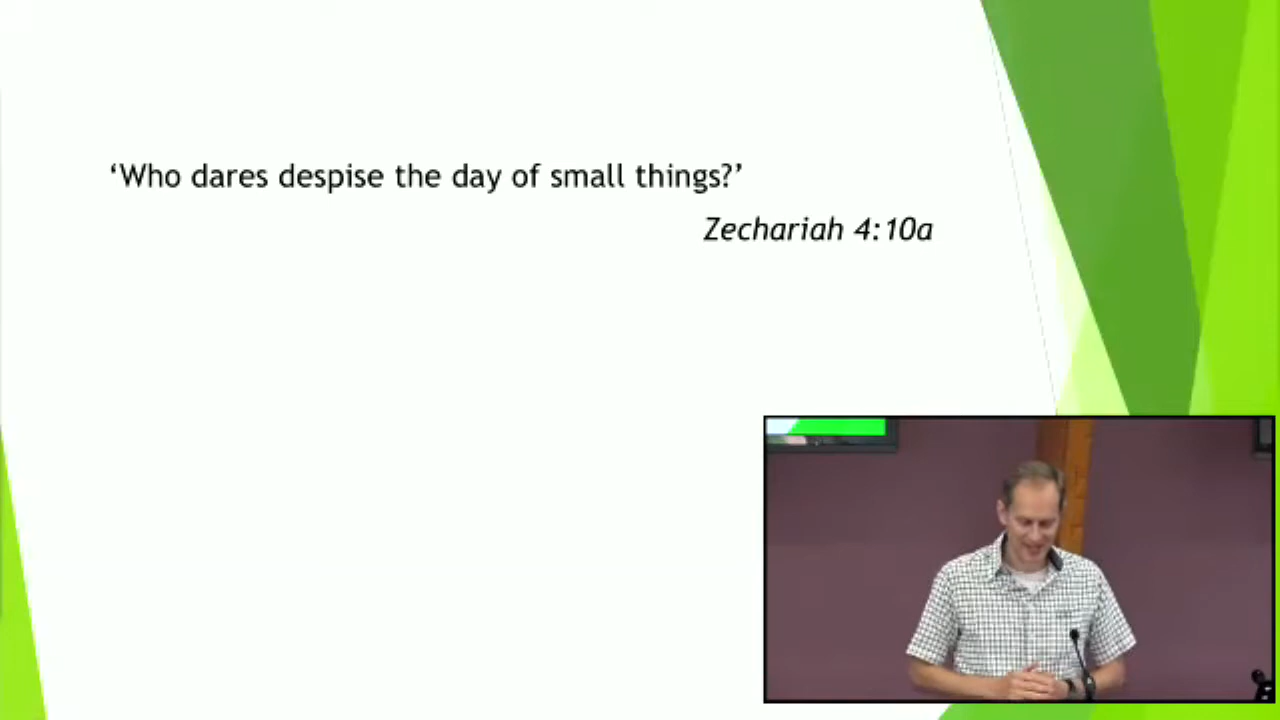 ‘Who dares despise the day of small things?’
Zechariah 4:10a